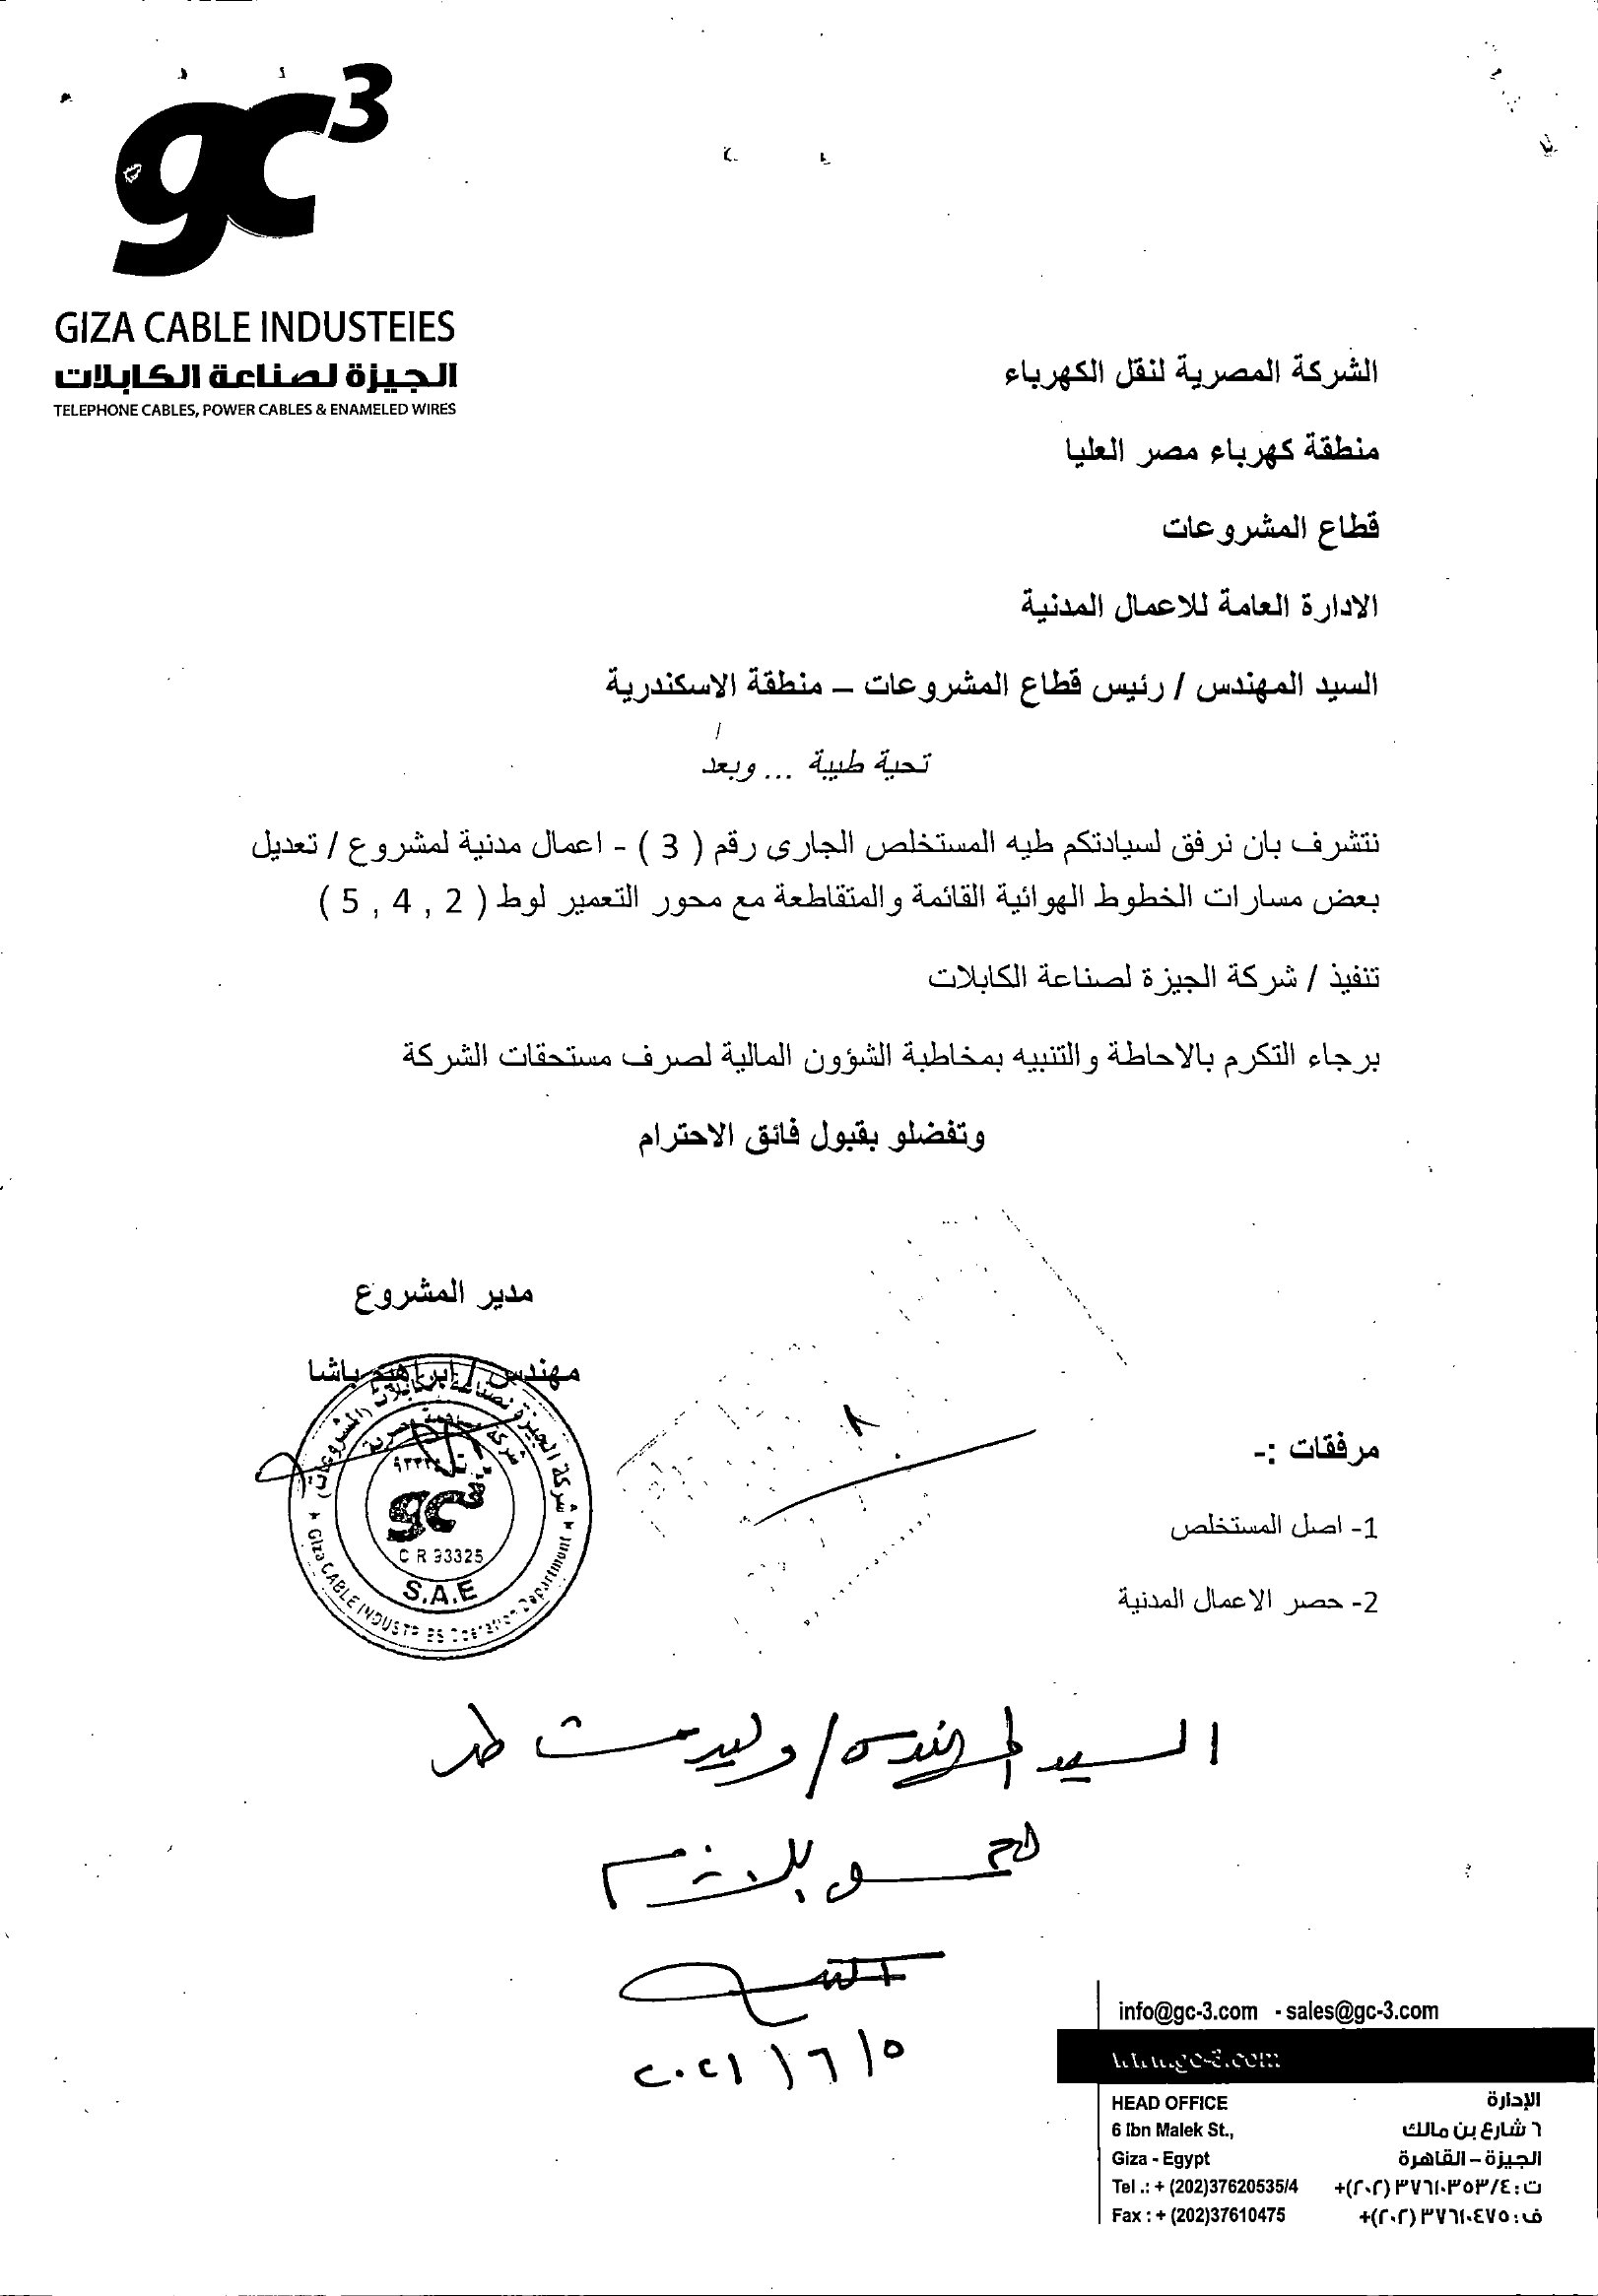 gc3
GIZA CABLE INDUSTEIES
الجيزة لصناعة الكابلات
TELEPHONE CABLES, POWER CABLES & ENAMELED WIRES
الشركة المصرية لنقل الكهرباء
منطقة كهرباء مصر العليا
قطاع المشروعات
الادارة العامة للاعمال المدنية
السيد المهندس / رئيس قطاع المشروعات – منطقة الاسكندرية
تحية طيبة ... وبعد
نتشرف بان نرفق لسيادتكم طيه المستخلص الجارى رقم ( 3 ) - اعمال مدنية لمشروع / تعديل
بعض مسارات الخطوط الهوائية القائمة والمتقاطعة مع محور التعمير لوط ( 2 , 4 , 5 )
تنفيذ / شركة الجيزة لصناعة الكابلات
برجاء التكرم بالاحاطة والتنبيه بمخاطبة الشؤون المالية لصرف مستحقات الشركة
وتفضلو بقبول فائق الاحترام
مدير المشروع
مهندس / ابراهيم باشا
شركة الجيزة لصناعة الكابلات (المشروعات)
شركة مساهمة مصرية
gc3
C R 93325
S.A.E
Giza CABLE INDUSTRIES Operation Department
مرفقات :-
1- اصل المستخلص
2- حصر الاعمال المدنية
السيد المهندس / وليد
بلازم
٢٠٢١/٦/٥
info@gc-3.com - sales@gc-3.com
www.gc-3.com
HEAD OFFICE
6 Ibn Malek St.,
Giza - Egypt
Tel .: + (202)37620535/4
Fax : + (202)37610475
الإدارة
٦ شارع بن مالك
الجيزة – القاهرة
ت : ٣٧٦١٠٣٥٣/٤ (٢٠٢)+
ف : ٣٧٦١٠٤٧٥ (٢٠٢)+